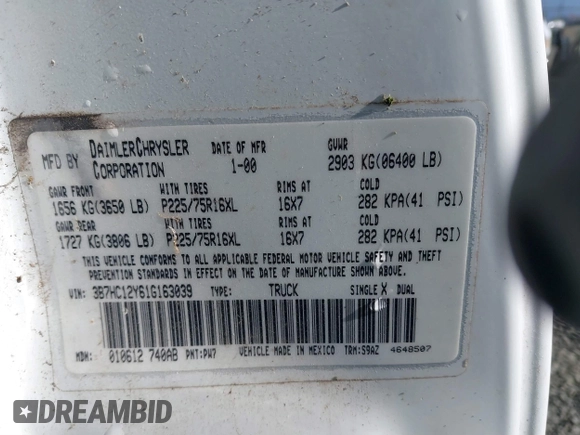 MFD BY DAIMLERCHRYSLER CORPORATION DATE OF MFR 1-00 GVWR 2903 KG(06400 LB)
GAWR FRONT WITH TIRES RIMS AT COLD
1656 KG(3650 LB) P225/75R16XL 16X7 282 KPA(41 PSI)
GAWR REAR WITH TIRES RIMS AT COLD
1727 KG(3806 LB) P225/75R16XL 16X7 282 KPA(41 PSI)
THIS VEHICLE CONFORMS TO ALL APPLICABLE FEDERAL MOTOR VEHICLE SAFETY AND THEFT
PREVENTION STANDARDS IN EFFECT ON THE DATE OF MANUFACTURE SHOWN ABOVE.
VIN: 3B7HC12Y61G163039 TYPE: TRUCK SINGLE X DUAL
MDH: 010612 740AB PNT: PW7 VEHICLE MADE IN MEXICO TRM: S9AZ 4648507
DREAMBID